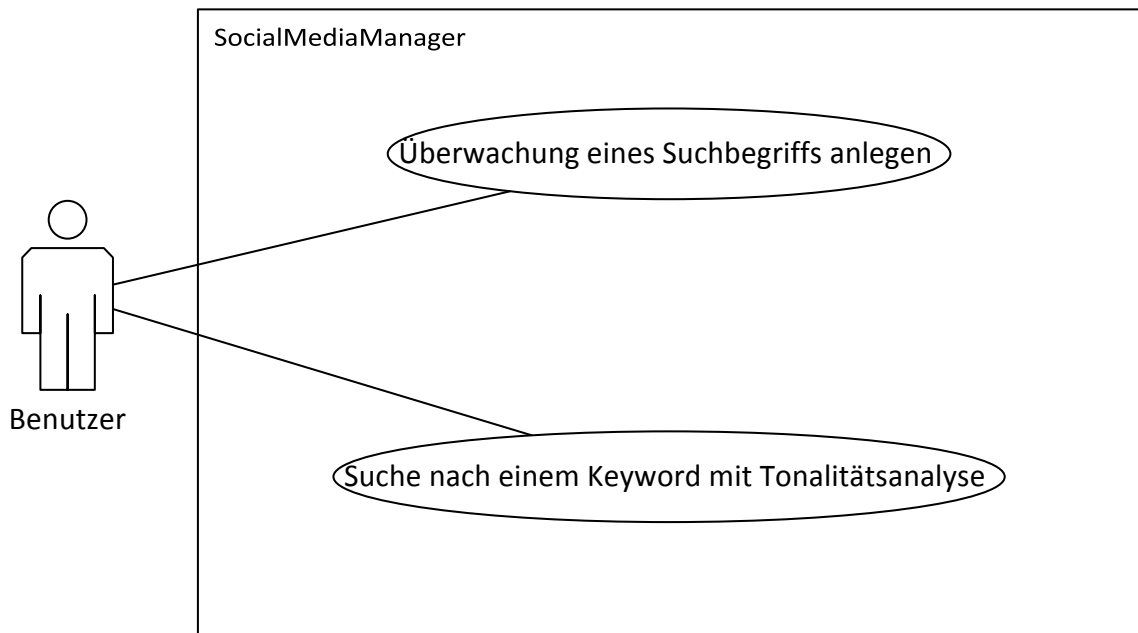 SocialMediaManager
Überwachung eines Suchbegriffs anlegen
Benutzer
Suche nach einem Keyword mit Tonalitätsanalyse